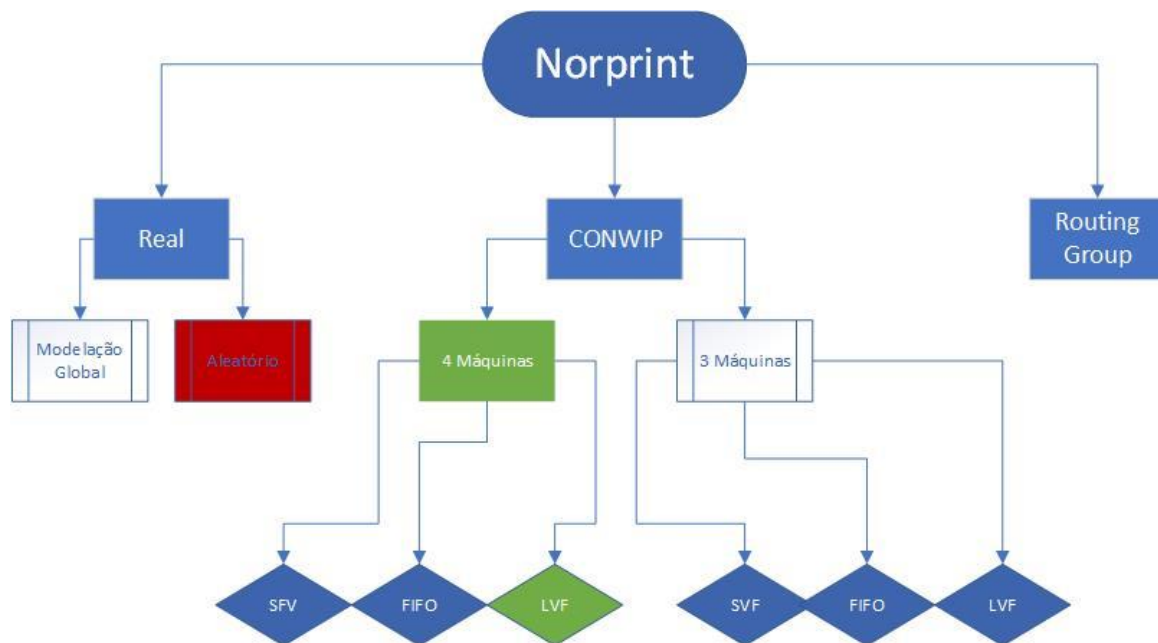 Norprint
Real
CONWIP
Routing
Group
Modelação
Global
Aleatório
4 Máquinas
3 Máquinas
SFV
FIFO
LVF
SVF
FIFO
LVF